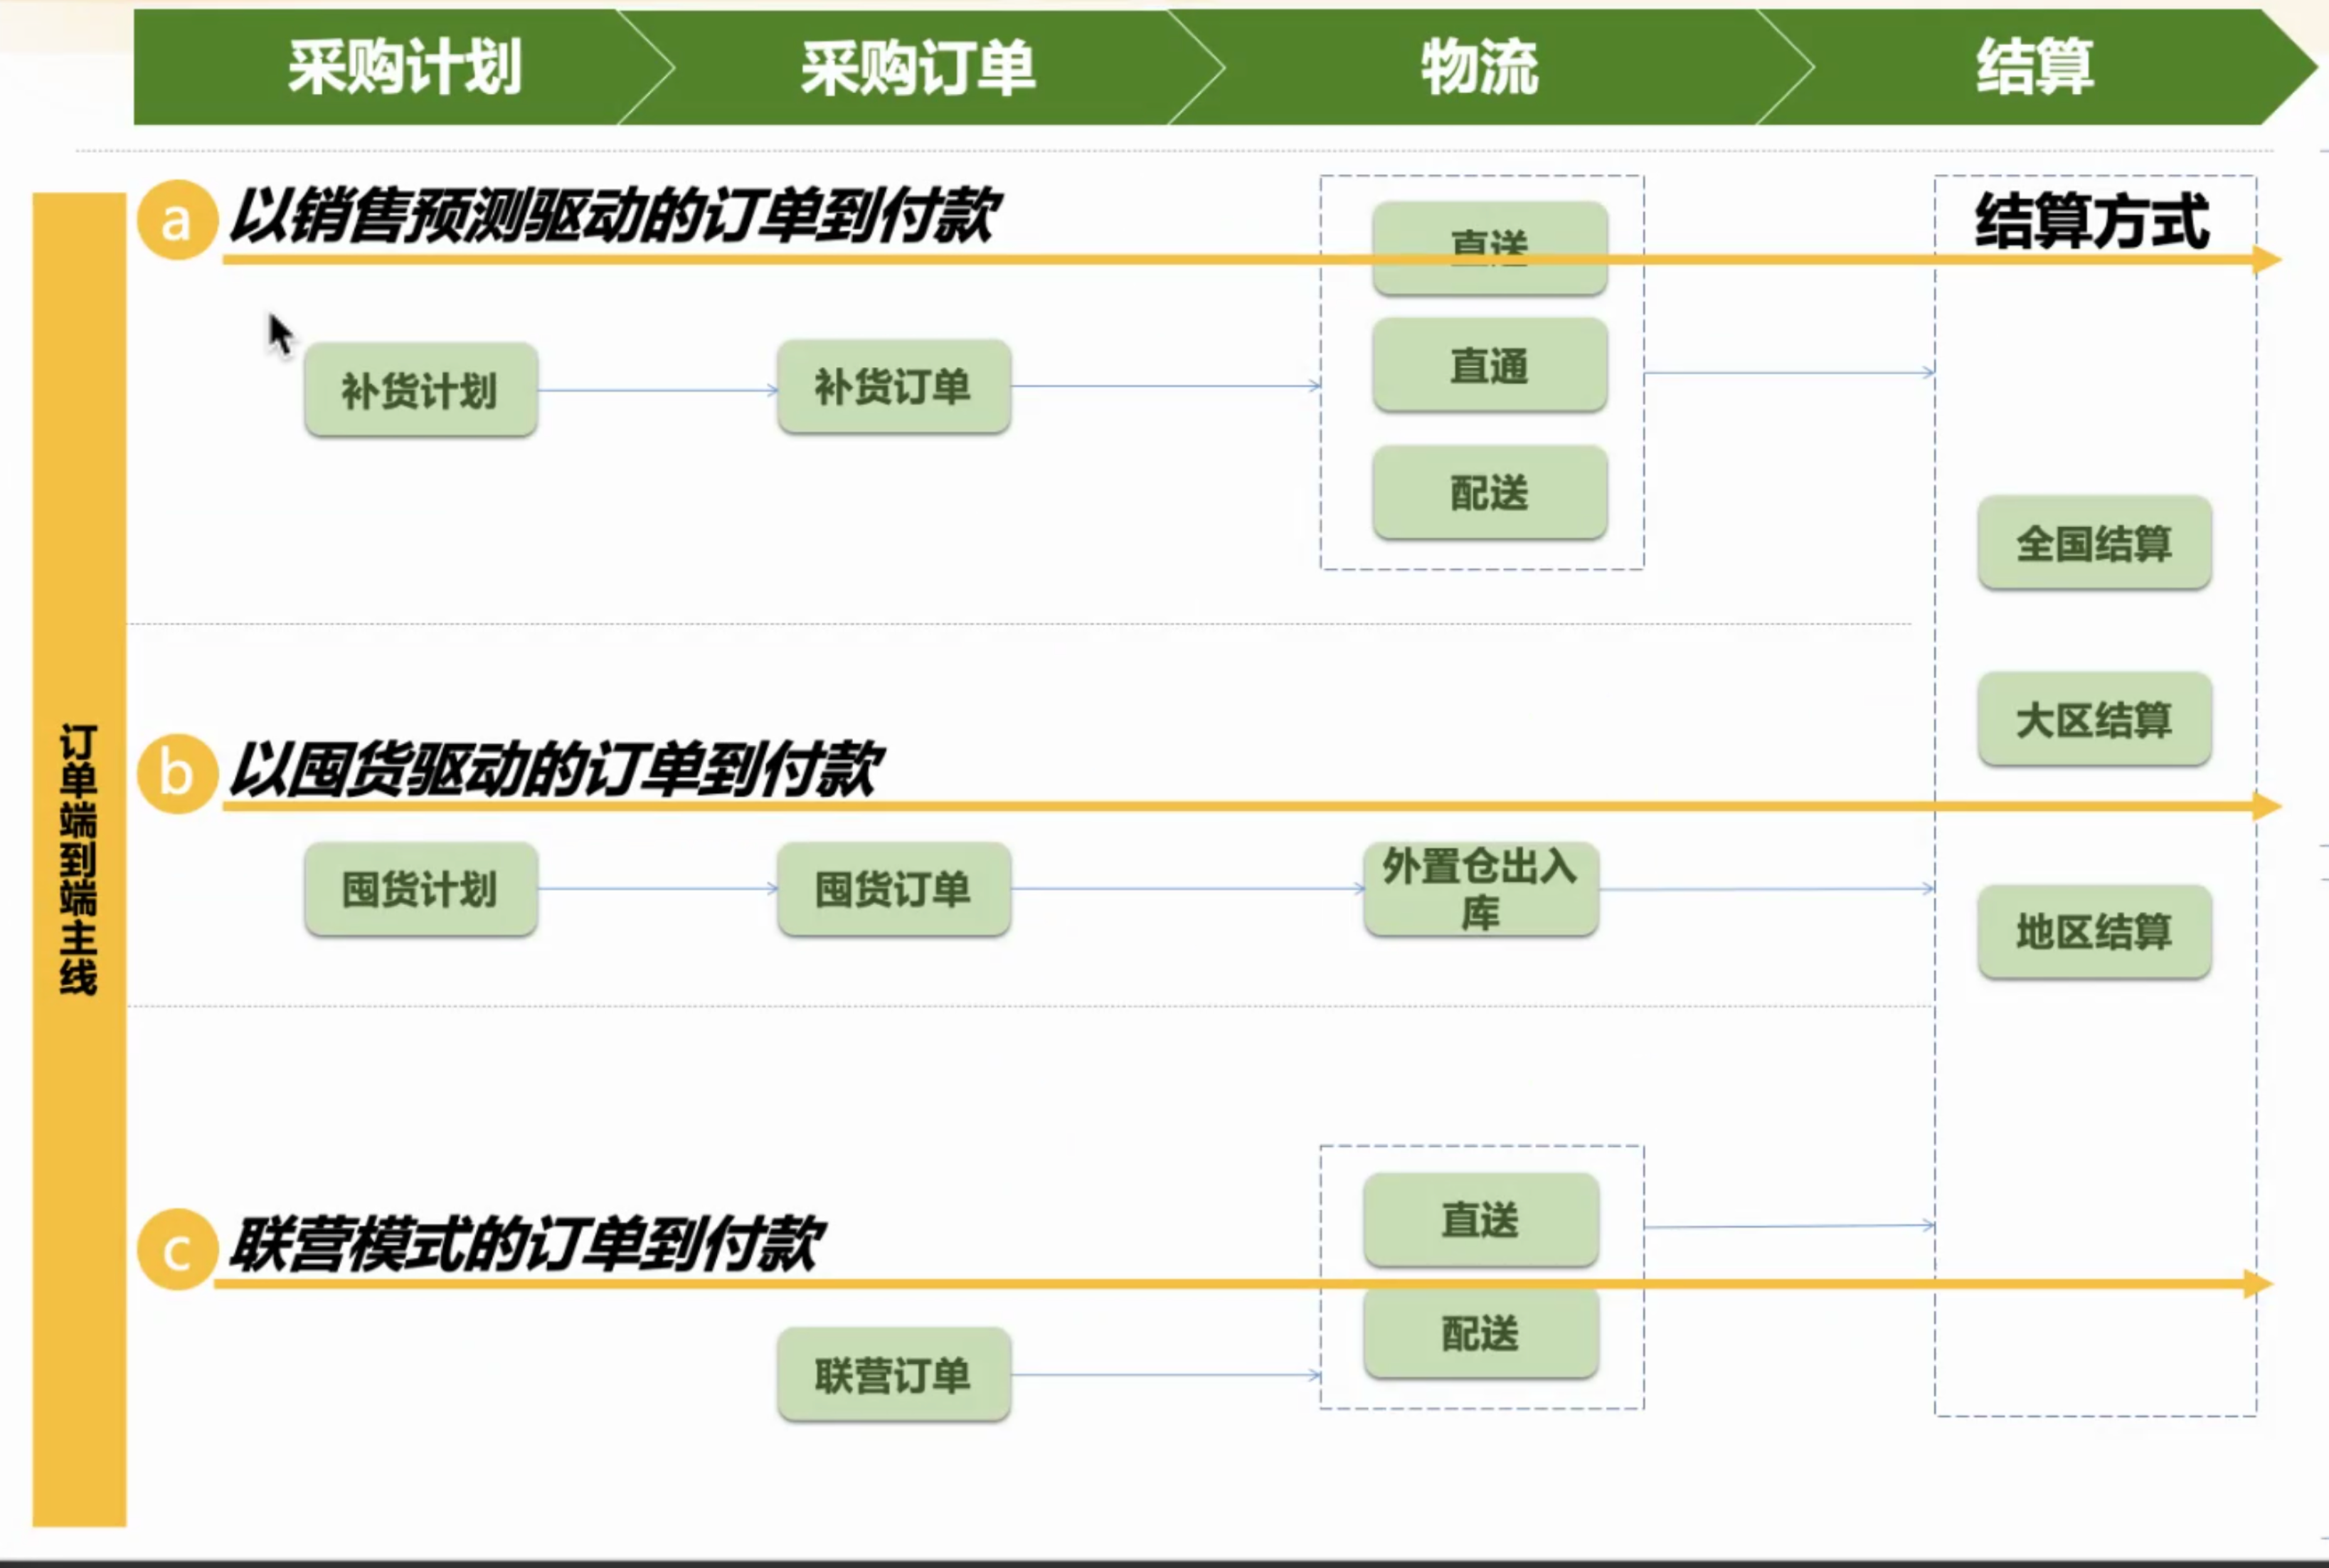 采购计划
采购订单
物流
结算
订单端到端主线
a
以销售预测驱动的订单到付款
结算方式
直送
直通
配送
补货计划
补货订单
全国结算
大区结算
地区结算
b
以囤货驱动的订单到付款
囤货计划
囤货订单
外置仓出入
库
c
联营模式的订单到付款
直送
配送
联营订单